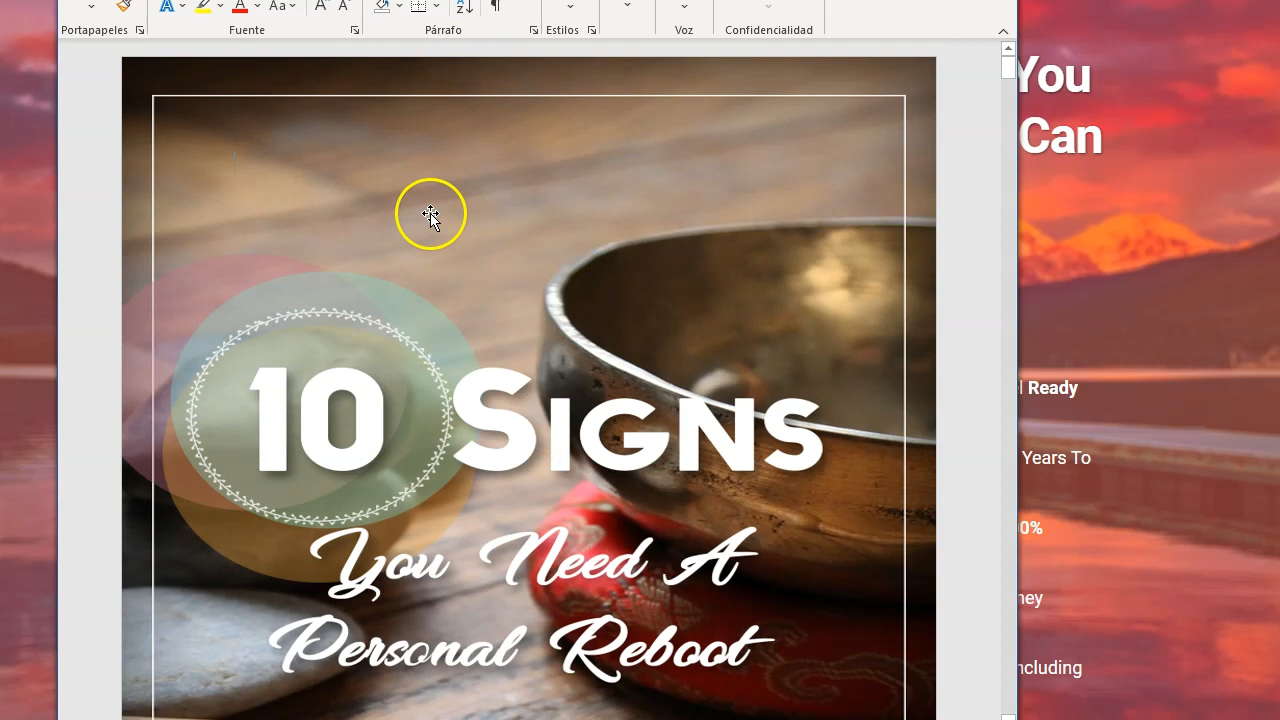 Aa
Portapapeles Fuente Párrafo Estilos Voz Confidencialidad
You
Can
10 Signs
You Need A
Personal Reboot
Ready
Years To
ney
ncluding